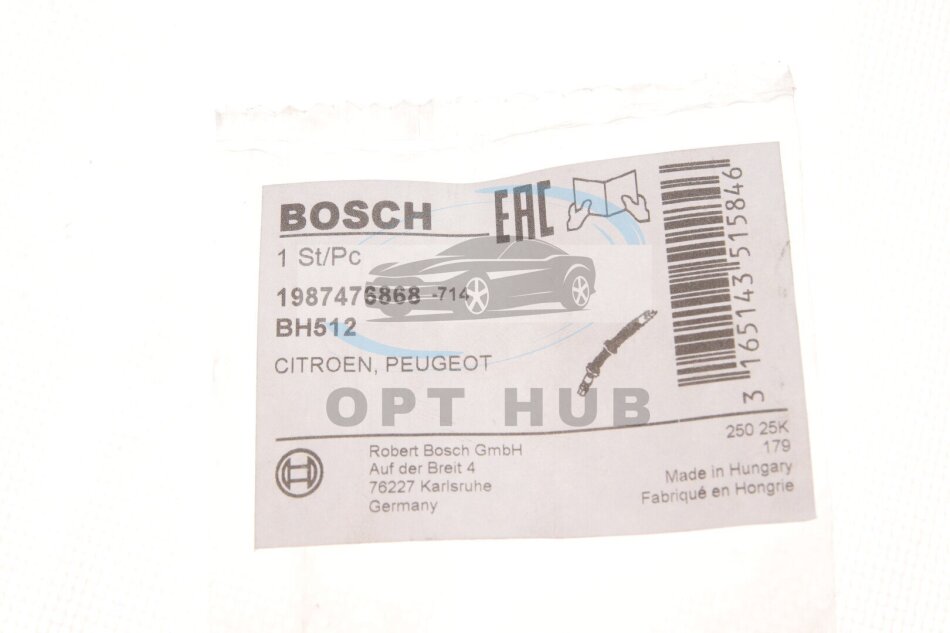 BOSCH
EAC
1 St/Pc
1987476868 -714
BH512
CITROEN, PEUGEOT
3 165143 515846
OPT HUB
250 25K
179
Robert Bosch GmbH
Auf der Breit 4
76227 Karlsruhe
Germany
Made in Hungary
Fabriqué en Hongrie